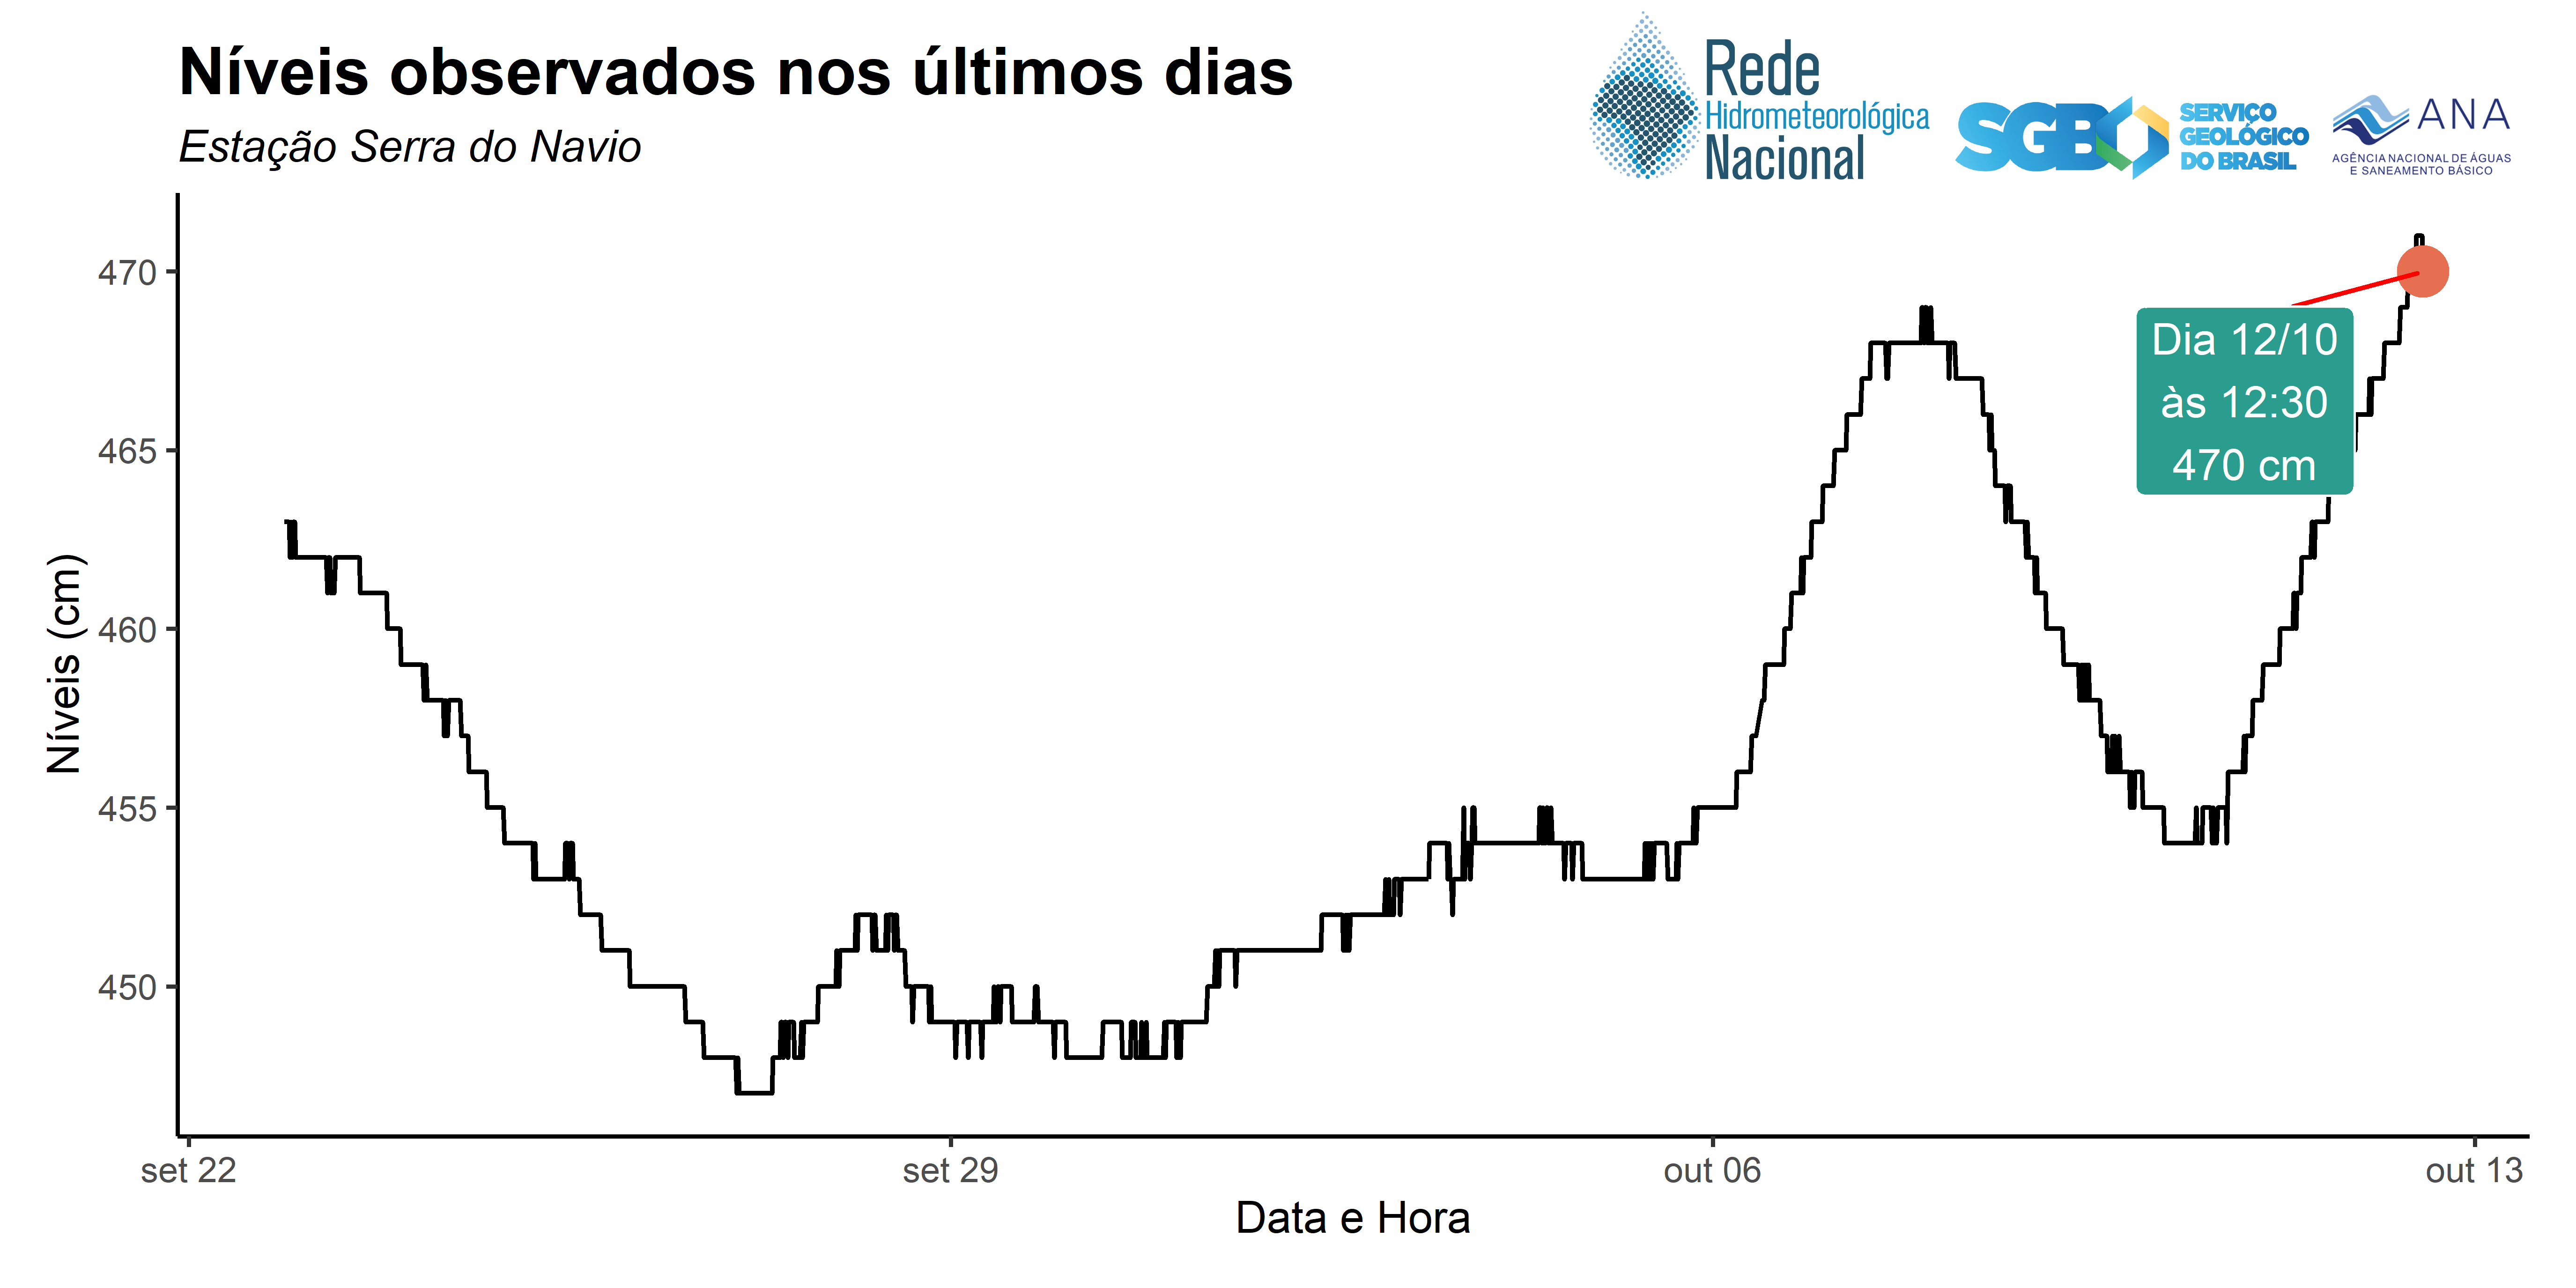 Níveis observados nos últimos dias
Estação Serra do Navio
Rede
Hidrometeorológica
Nacional
SGB
SERVIÇO
GEOLÓGICO
DO BRASIL
ANA
AGÊNCIA NACIONAL DE ÁGUAS
E SANEAMENTO BÁSICO
Níveis (cm)
470
465
460
455
450
Dia 12/10
às 12:30
470 cm
set 22
set 29
out 06
out 13
Data e Hora